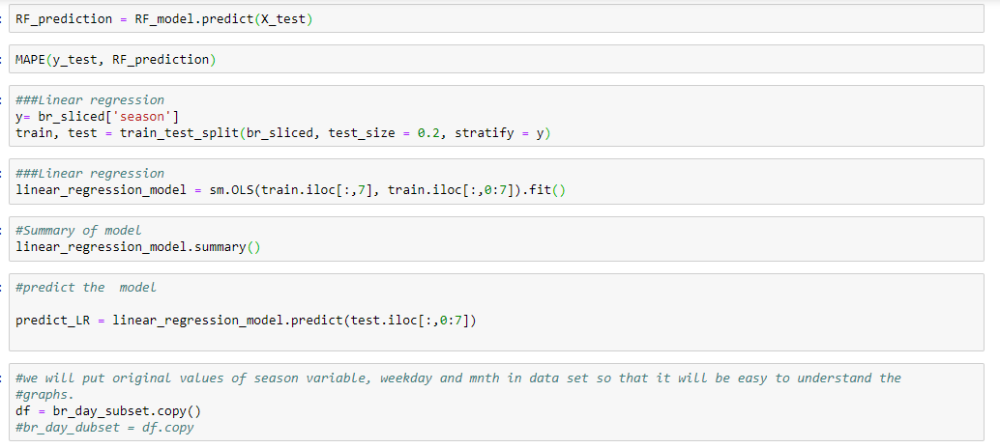 RF_prediction = RF_model.predict(X_test)
MAPE(y_test, RF_prediction)
###Linear regression
y= br_sliced['season']
train, test = train_test_split(br_sliced, test_size = 0.2, stratify = y)
###Linear regression
linear_regression_model = sm.OLS(train.iloc[:,7], train.iloc[:,0:7]).fit()
#Summary of model
linear_regression_model.summary()
#predict the  model
predict_LR = linear_regression_model.predict(test.iloc[:,0:7])
#we will put original values of season variable, weekday and mnth in data set so that it will be easy to understand the
#graphs.
df = br_day_subset.copy()
#br_day_dubset = df.copy